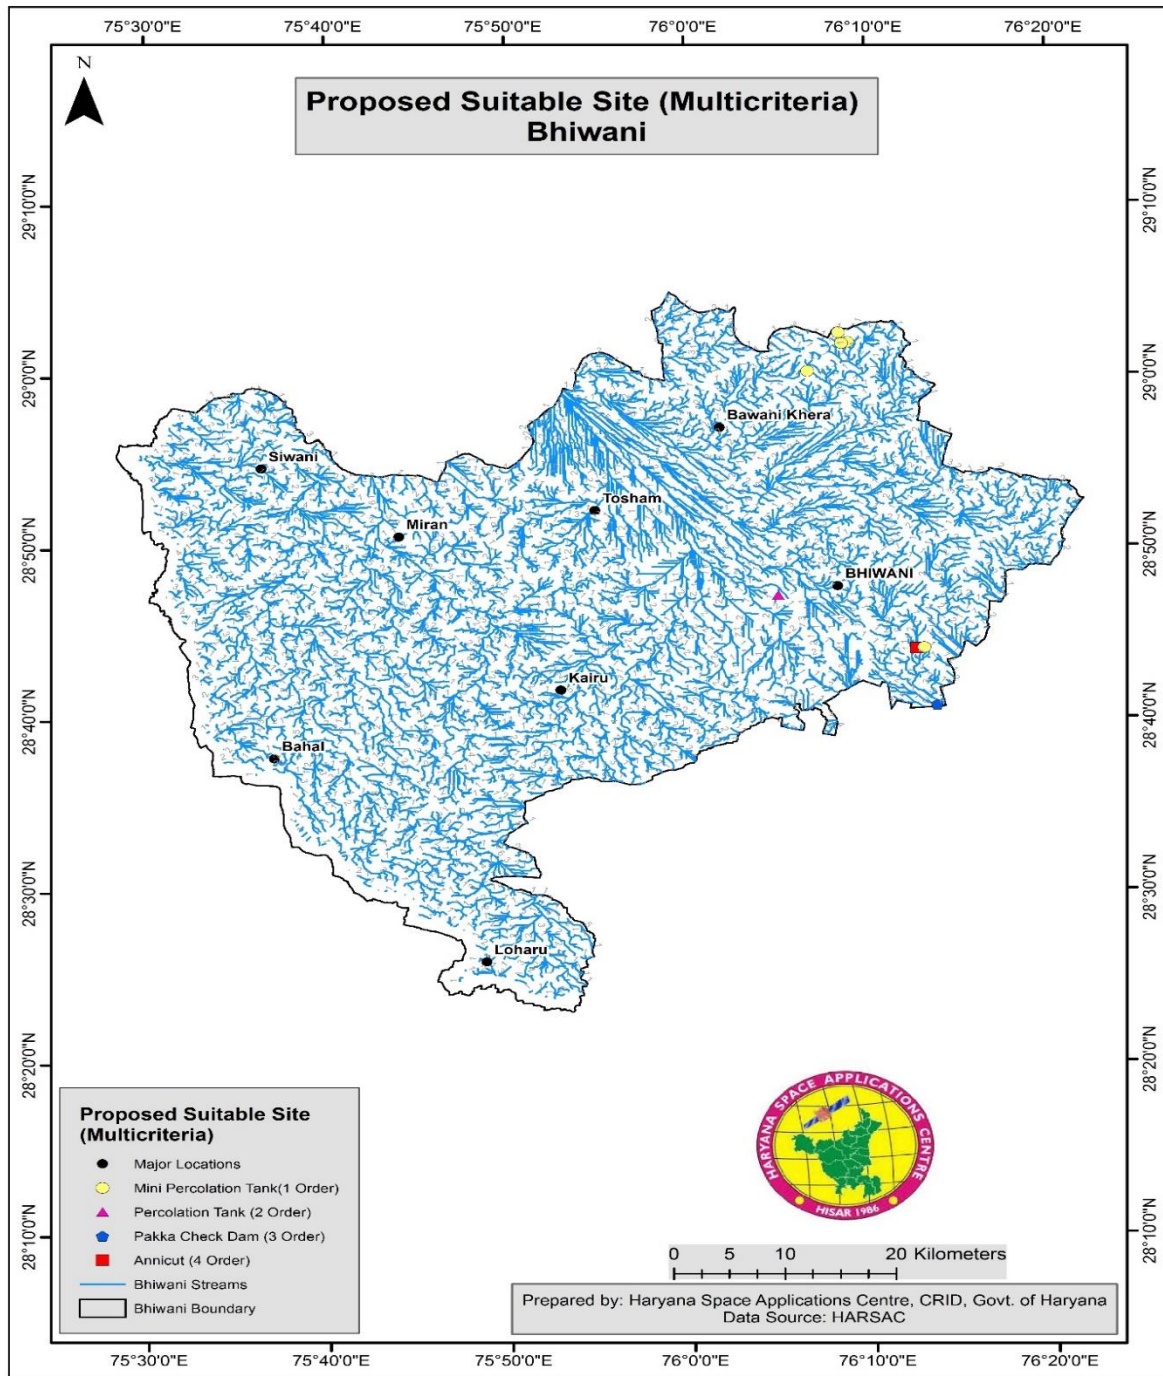 75°30'0"E 75°40'0"E 75°50'0"E 76°0'0"E 76°10'0"E 76°20'0"E
N
Proposed Suitable Site (Multicriteria)
Bhiwani
29°10'0"N 29°10'0"N
29°0'0"N 29°0'0"N
Bawani Khera
Siwani
Tosham
Miran
28°50'0"N 28°50'0"N
BHIWANI
Kairu
28°40'0"N 28°40'0"N
Bahal
28°30'0"N 28°30'0"N
Loharu
28°20'0"N 28°20'0"N
Proposed Suitable Site
(Multicriteria)
Major Locations
Mini Percolation Tank(1 Order)
Percolation Tank (2 Order)
Pakka Check Dam (3 Order)
Annicut (4 Order)
Bhiwani Streams
Bhiwani Boundary
HARYANA SPACE APPLICATIONS CENTRE
HISAR 1986
28°10'0"N 28°10'0"N
0 5 10 20 Kilometers
Prepared by: Haryana Space Applications Centre, CRID, Govt. of Haryana
Data Source: HARSAC
75°30'0"E 75°40'0"E 75°50'0"E 76°0'0"E 76°10'0"E 76°20'0"E